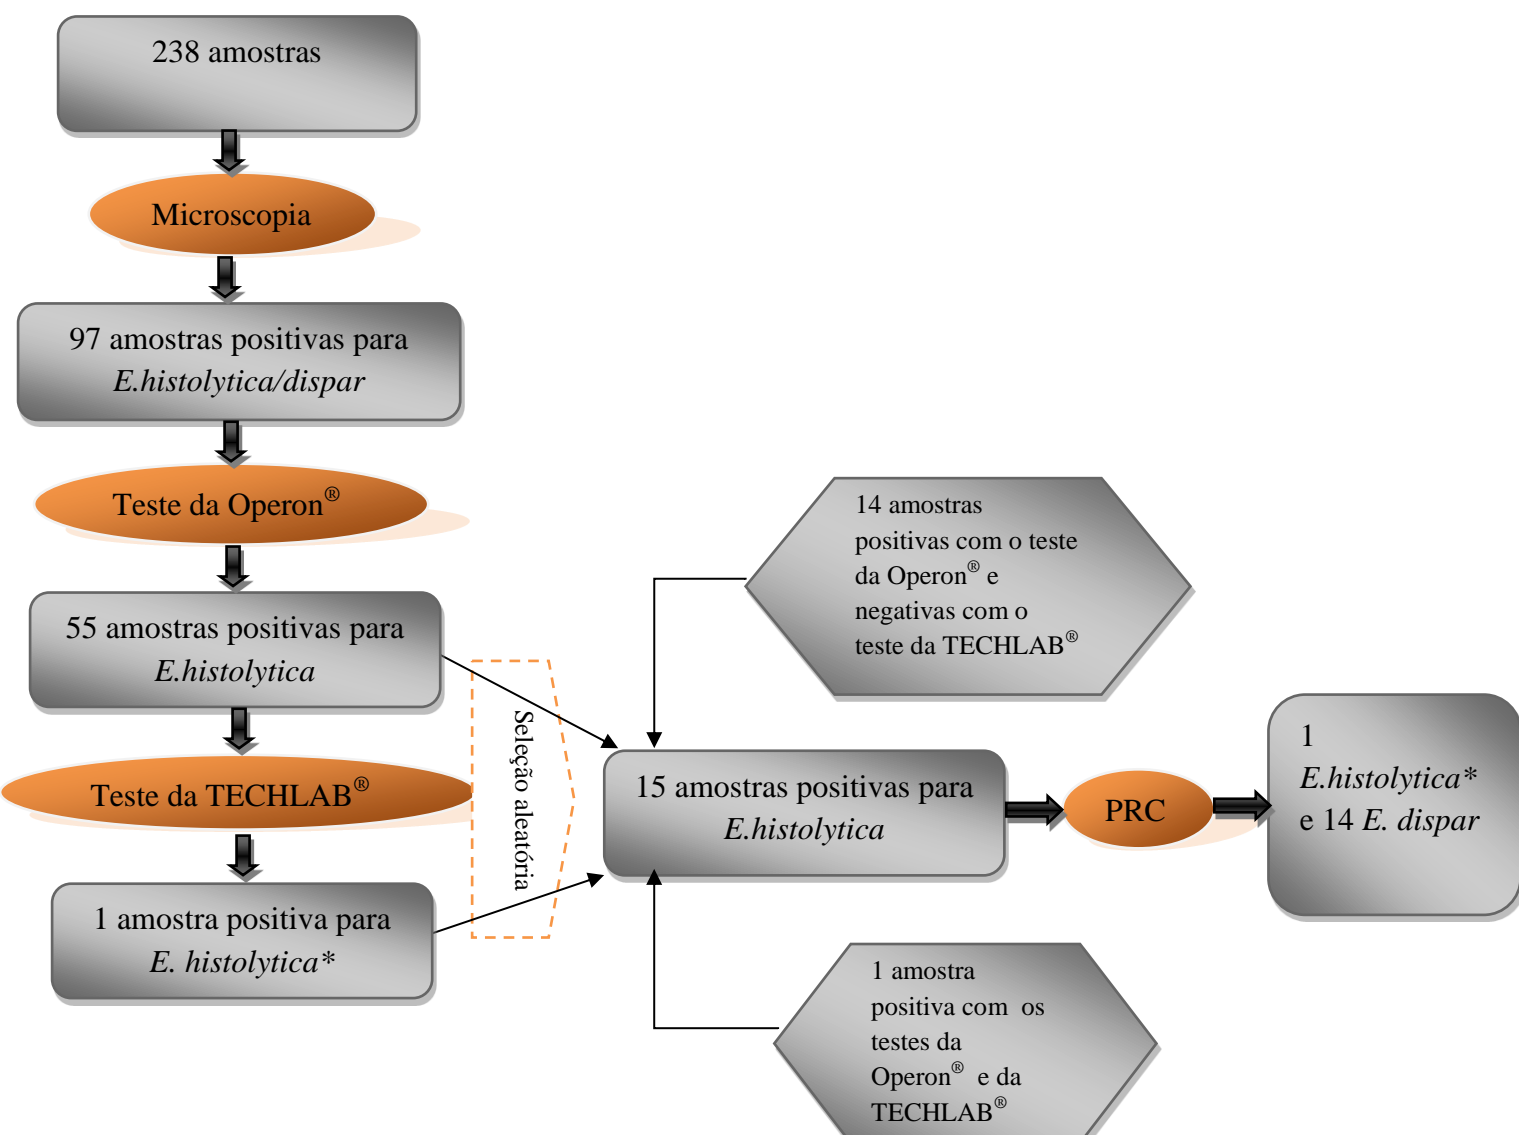 238 amostras
Microscopia
97 amostras positivas para
E.histolytica/dispar
Teste da Operon®
55 amostras positivas para
E.histolytica
Teste da TECHLAB®
1 amostra positiva para
E. histolytica*
Seleção aleatória
14 amostras
positivas com o teste
da Operon® e
negativas com o
teste da TECHLAB®
15 amostras positivas para
E.histolytica
1 amostra
positiva com os
testes da
Operon® e da
TECHLAB®
PRC
1
E.histolytica*
e 14 E. dispar